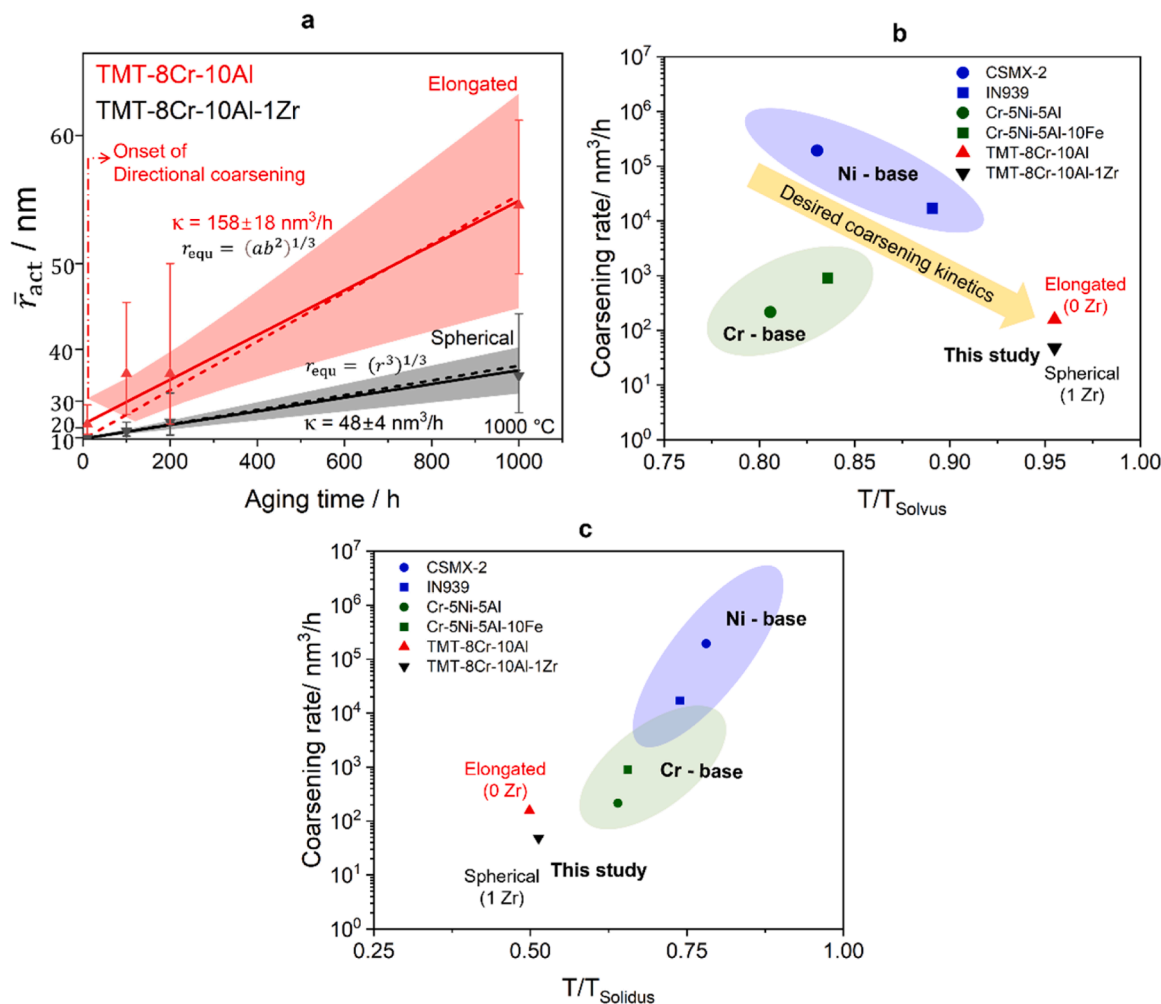 a
TMT-8Cr-10Al
TMT-8Cr-10Al-1Zr
Elongated
Onset of
Directional coarsening
κ = 158±18 nm³/h
r_equ = (ab²)^1/3
Spherical
r_equ = (r³)^1/3
κ = 48±4 nm³/h
1000 °C
r̄_act / nm
60
50
40
30
20
10
0 200 400 600 800 1000
Aging time / h
b
CSMX-2
IN939
Cr-5Ni-5Al
Cr-5Ni-5Al-10Fe
TMT-8Cr-10Al
TMT-8Cr-10Al-1Zr
Ni - base
Desired coarsening kinetics
Cr - base
Elongated
(0 Zr)
This study
Spherical
(1 Zr)
Coarsening rate/ nm³/h
10⁷
10⁶
10⁵
10⁴
10³
10²
10¹
10⁰
0.75 0.80 0.85 0.90 0.95 1.00
T/T_Solvus
c
CSMX-2
IN939
Cr-5Ni-5Al
Cr-5Ni-5Al-10Fe
TMT-8Cr-10Al
TMT-8Cr-10Al-1Zr
Ni - base
Cr - base
Elongated
(0 Zr)
This study
Spherical
(1 Zr)
Coarsening rate/ nm³/h
10⁷
10⁶
10⁵
10⁴
10³
10²
10¹
10⁰
0.25 0.50 0.75 1.00
T/T_Solidus